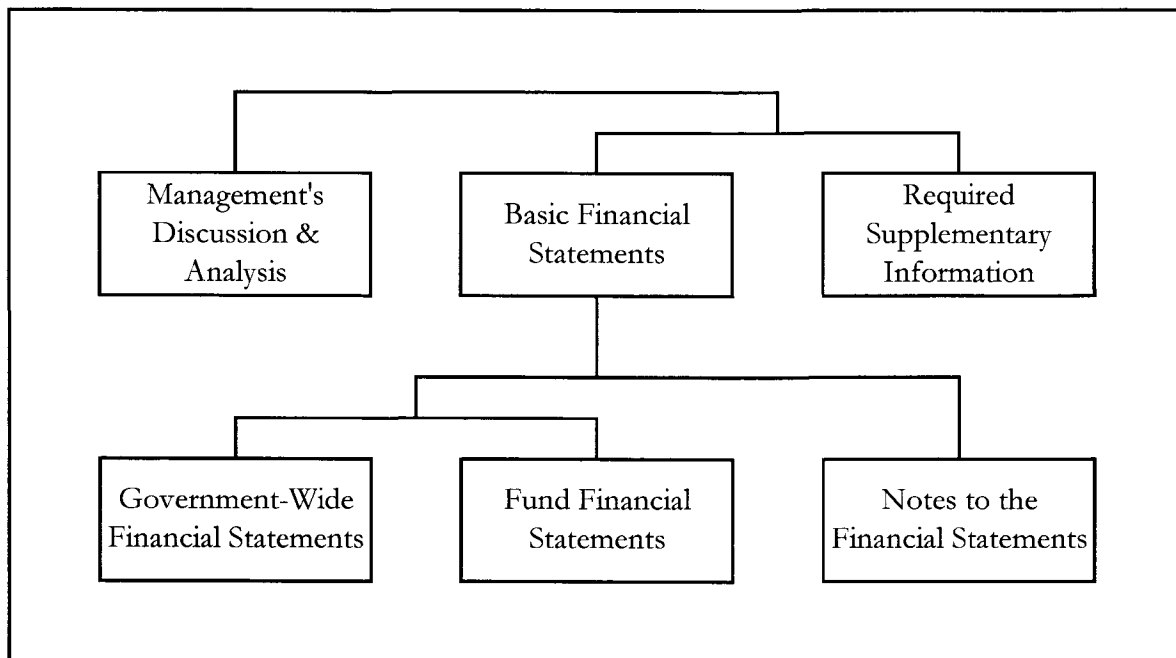 Management's
Discussion &
Analysis
Basic Financial
Statements
Required
Supplementary
Information
Government-Wide
Financial Statements
Fund Financial
Statements
Notes to the
Financial Statements